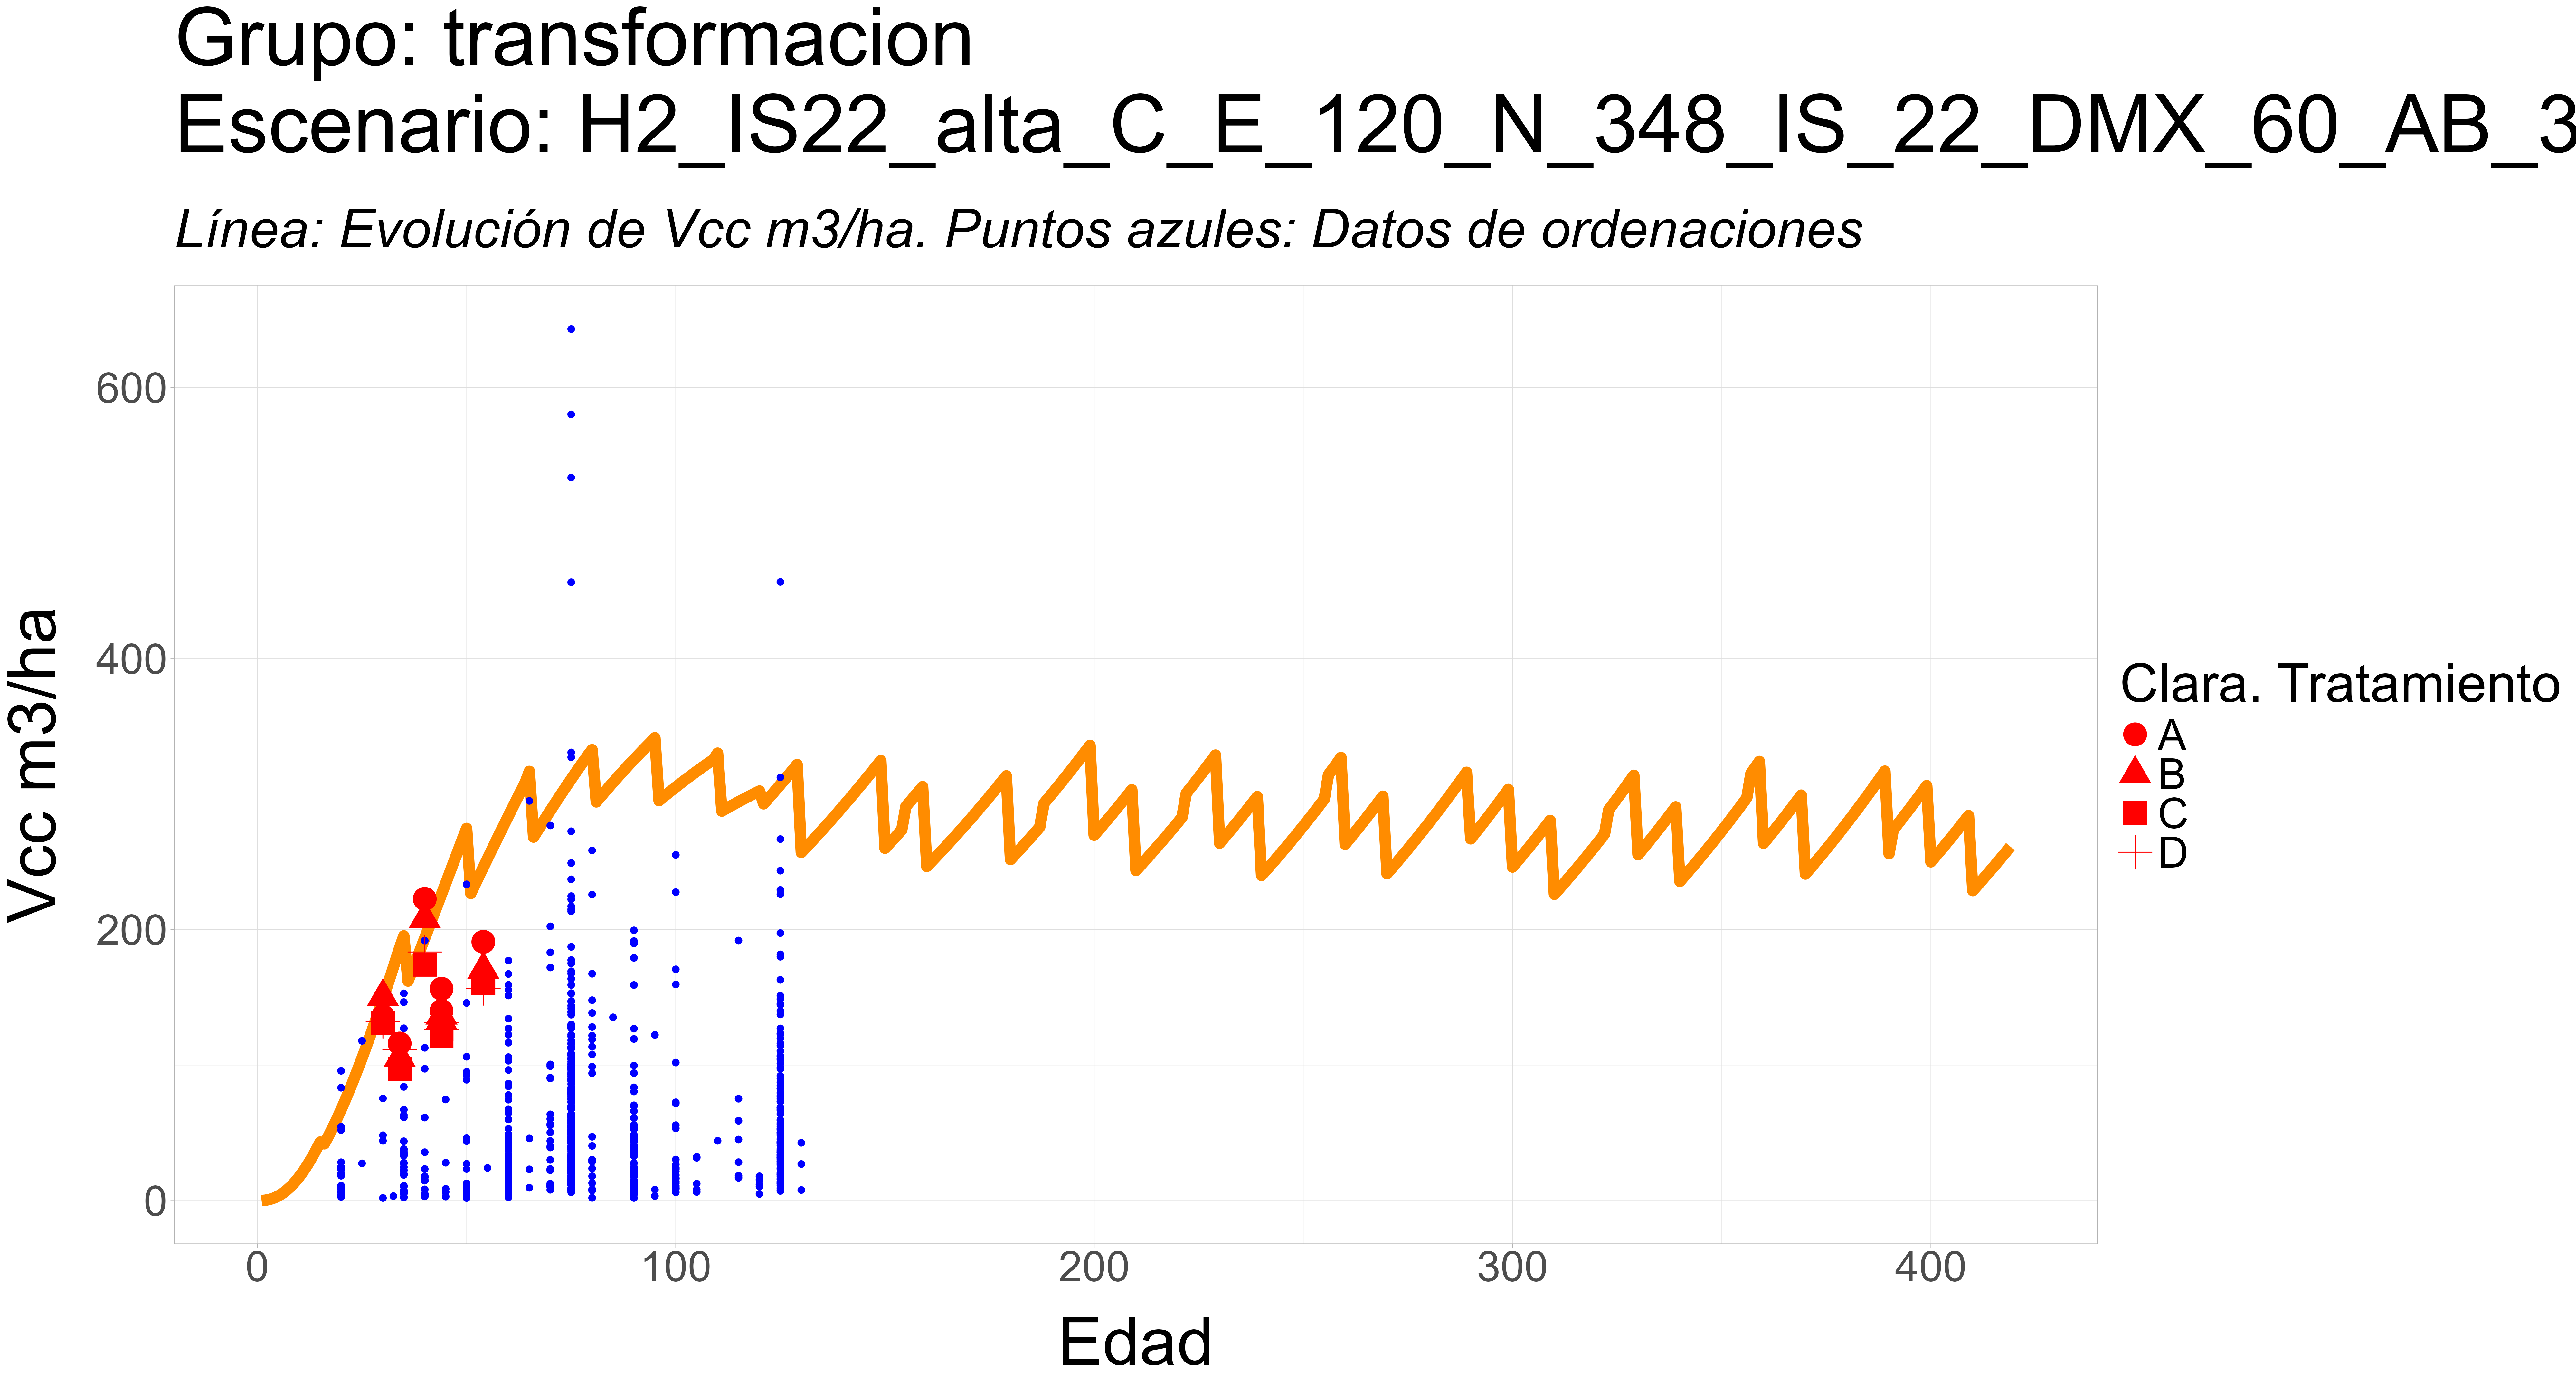 Grupo: transformacion
Escenario: H2_IS22_alta_C_E_120_N_348_IS_22_DMX_60_AB_3
Línea: Evolución de Vcc m3/ha. Puntos azules: Datos de ordenaciones
Vcc m3/ha
600
400
200
0
0 100 200 300 400
Edad
Clara. Tratamiento
A
B
C
D